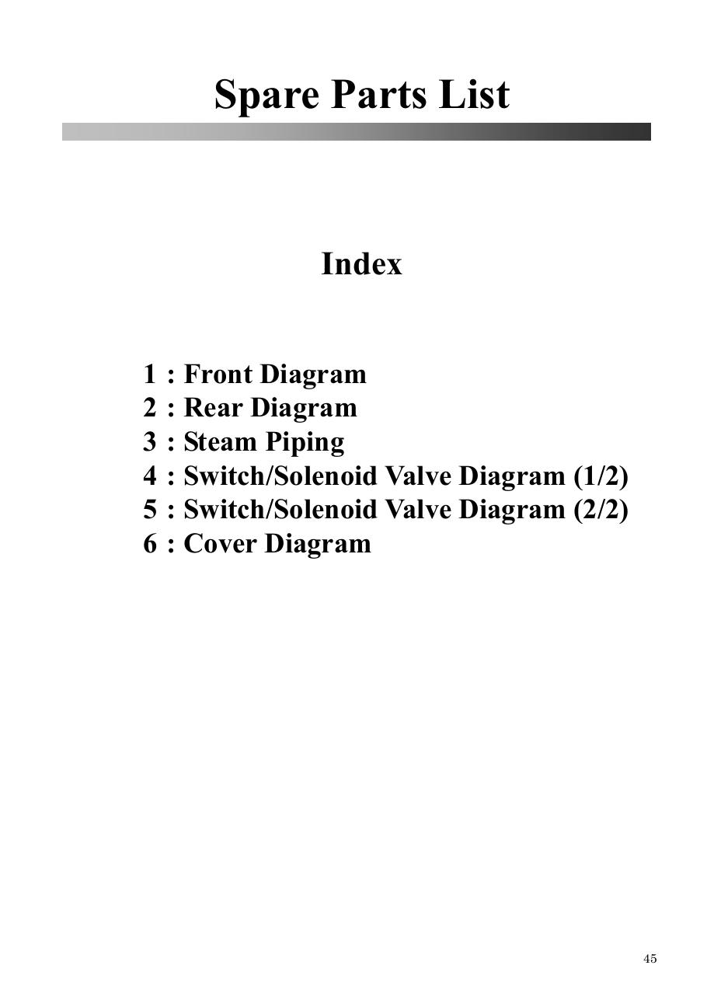 Spare Parts List
Index
1 : Front Diagram
2 : Rear Diagram
3 : Steam Piping
4 : Switch/Solenoid Valve Diagram (1/2)
5 : Switch/Solenoid Valve Diagram (2/2)
6 : Cover Diagram
45